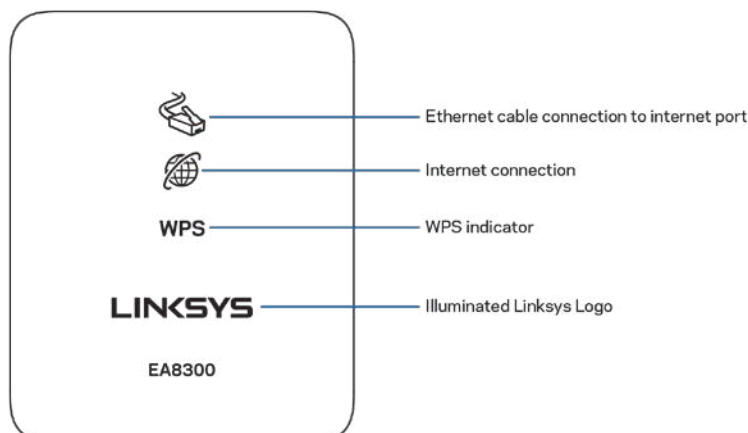 Ethernet cable connection to internet port
Internet connection
WPS
WPS indicator
LINKSYS
Illuminated Linksys Logo
EA8300